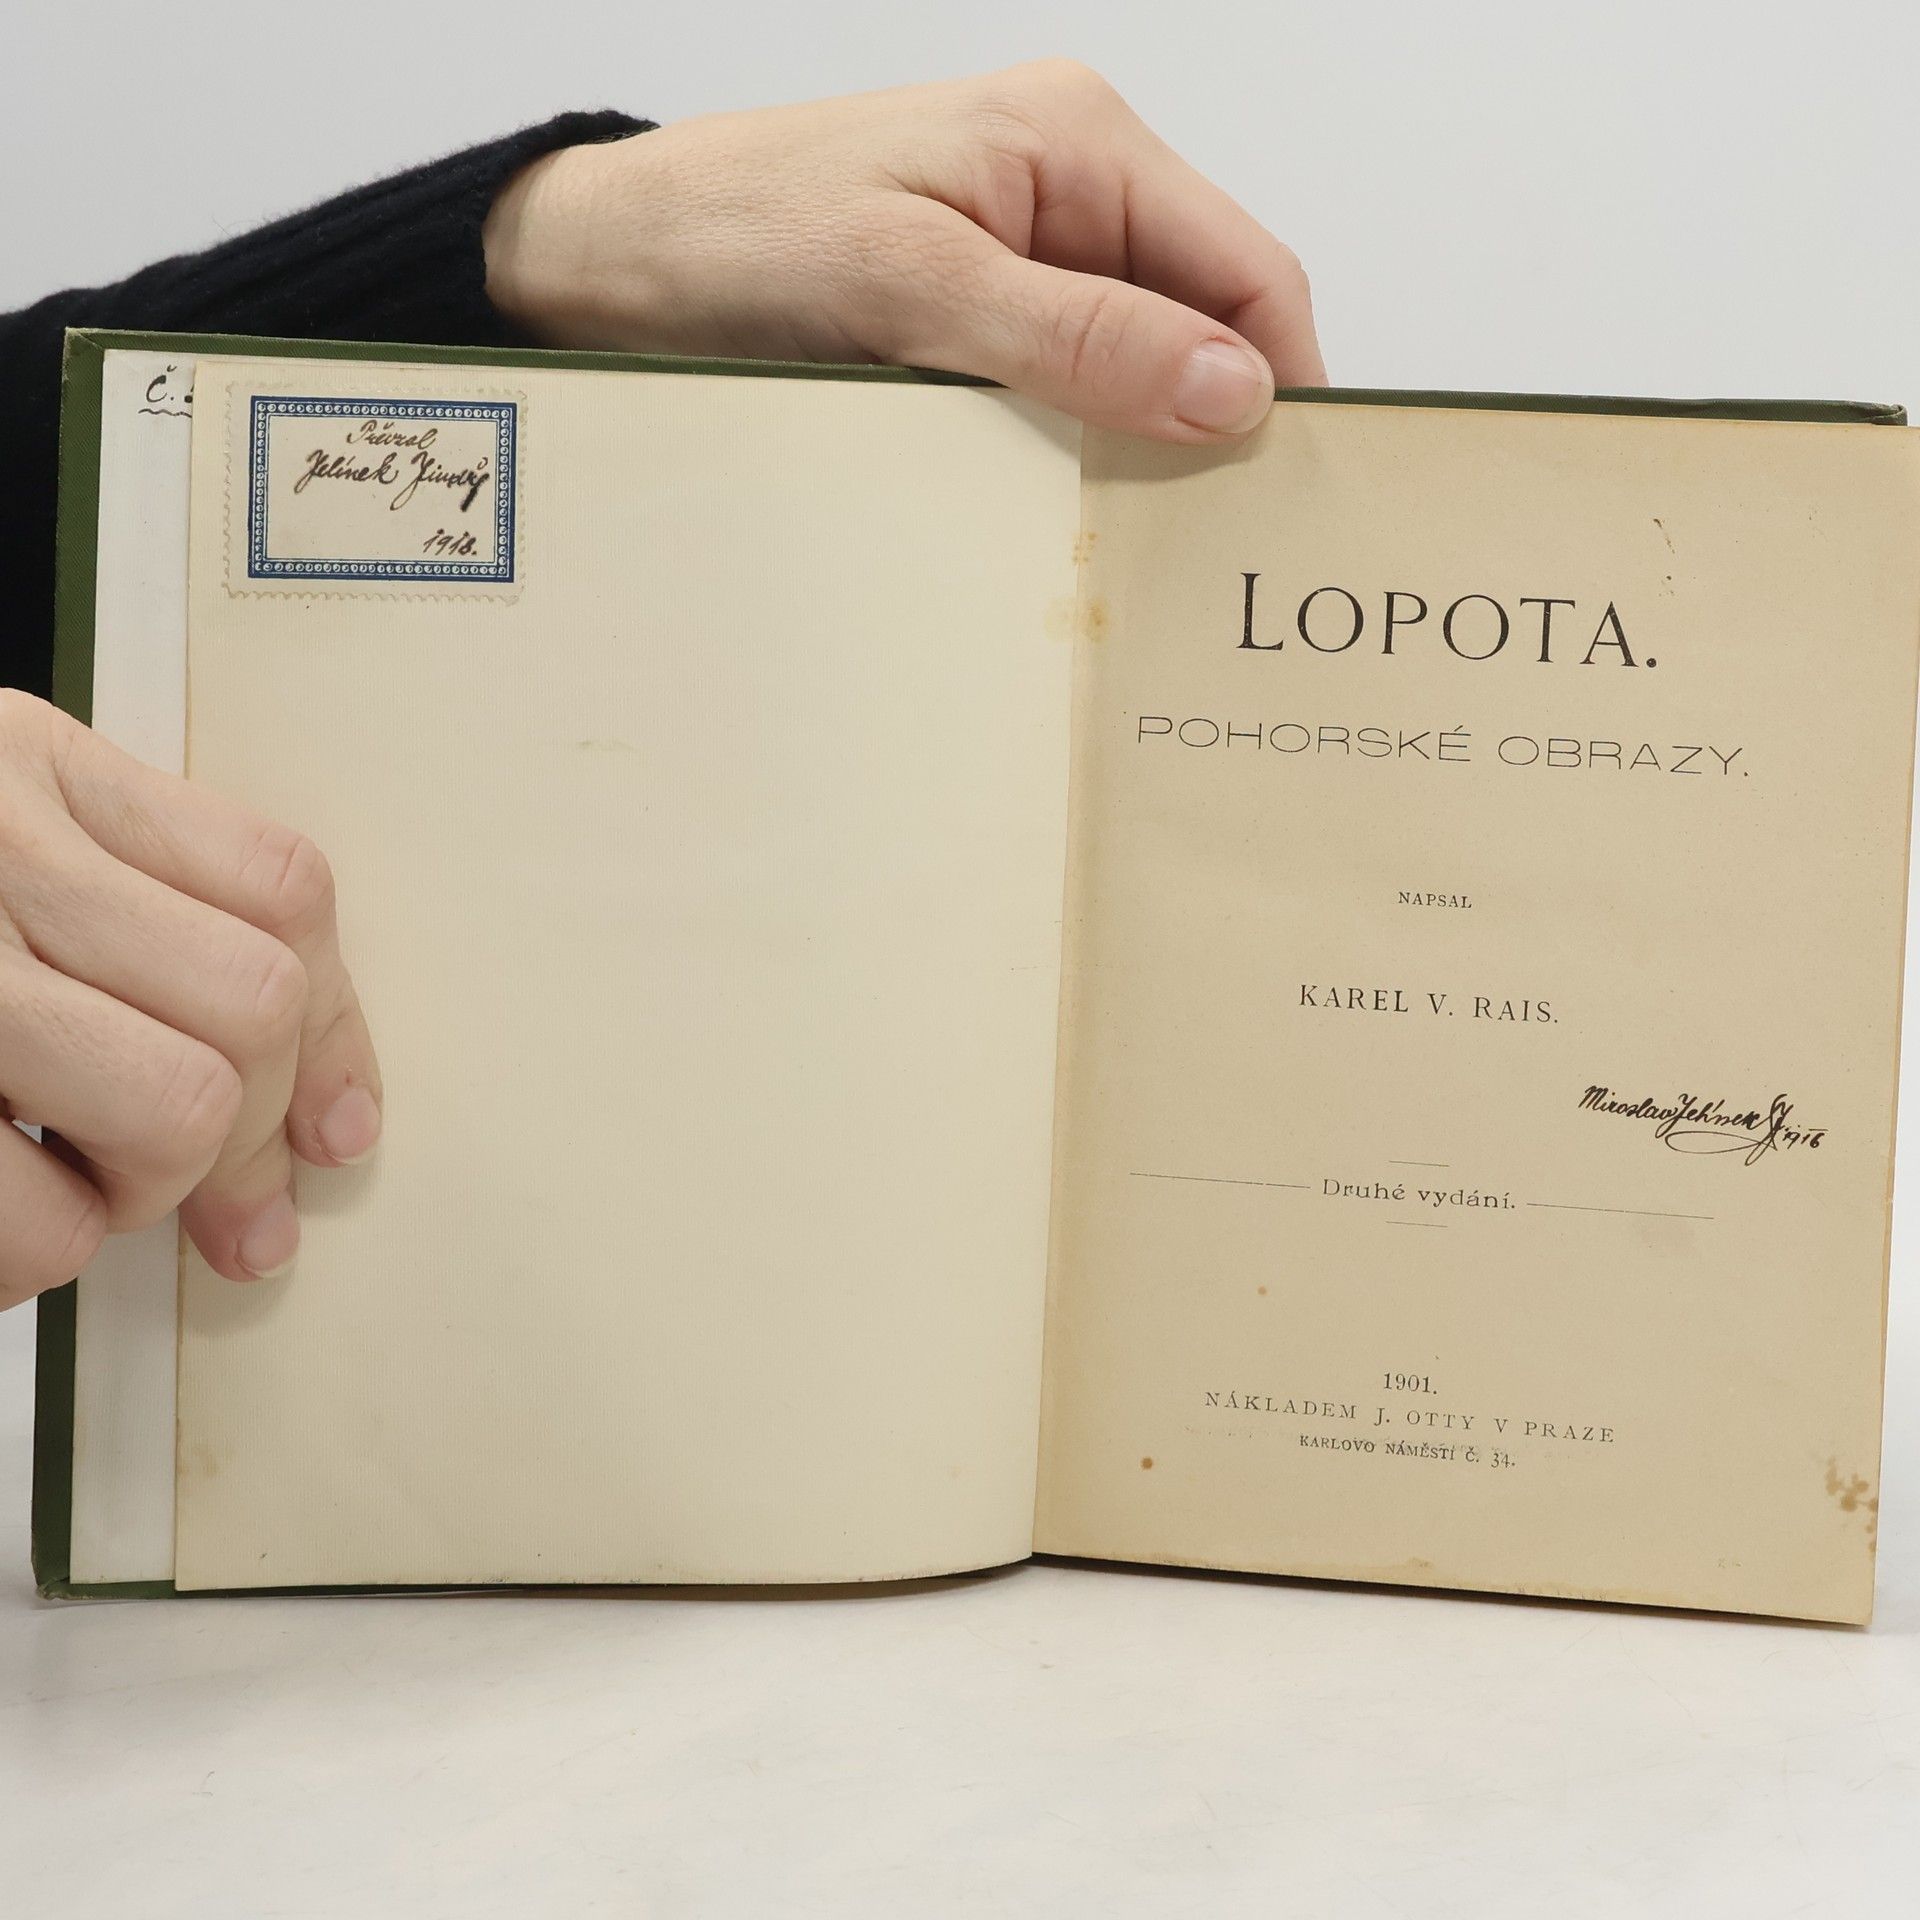 Č.
Převzal
Jelínek Jindř
1918.
LOPOTA.
POHORSKÉ OBRAZY.
NAPSAL
KAREL V. RAIS.
Miroslav Jelínek
1916
Druhé vydání.
1901.
NÁKLADEM J. OTTY V PRAZE
KARLOVO NÁMĚSTÍ Č. 34.